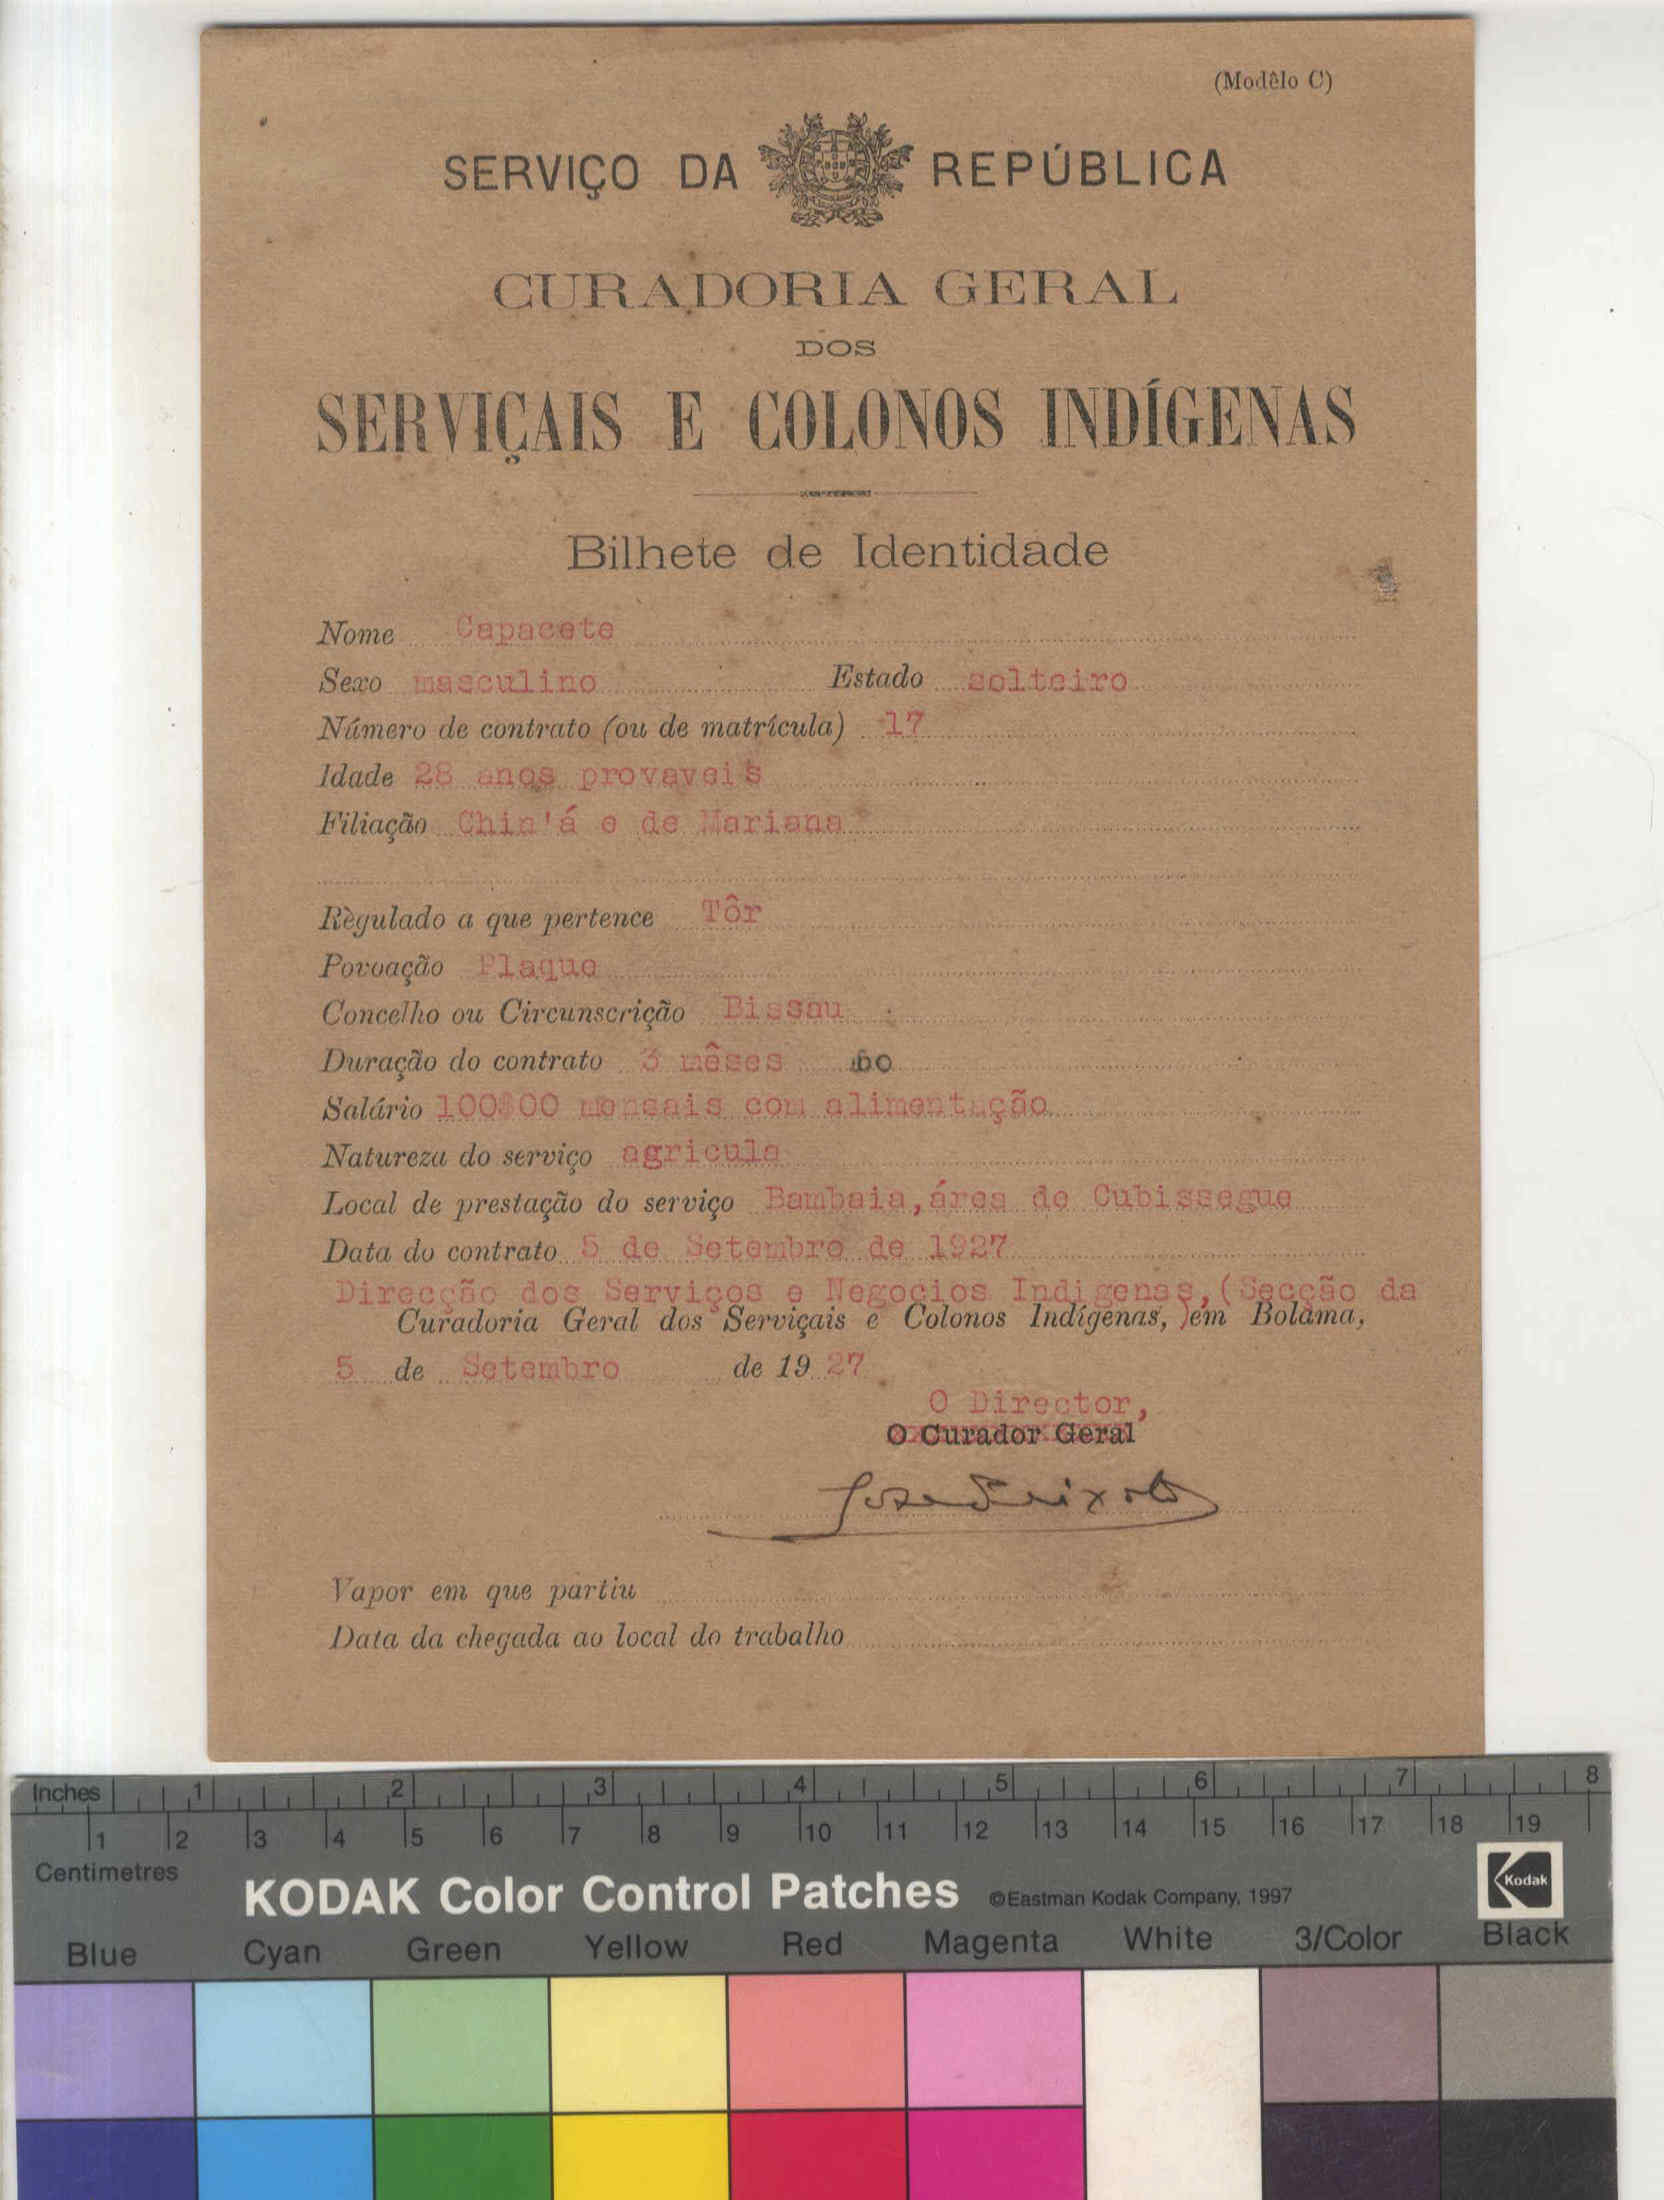 (Modêlo C)
SERVIÇO DA REPÚBLICA
CURADORIA GERAL
DOS
SERVIÇAIS E COLONOS INDÍGENAS
Bilhete de Identidade
Nome Capacete
Sexo masculino Estado solteiro
Número de contrato (ou de matrícula) 17
Idade 28 anos provaveis
Filiação Chin'á e de Mariana
Règulado a que pertence Tôr
Povoação Plaque
Concelho ou Circunscrição Bissau
Duração do contrato 3 mêses
Salário 100$00 mensais com alimentação
Natureza do serviço agricula
Local de prestação do serviço Bambaia, área de Cubissegue
Data do contrato 5 de Setembro de 1927
Direcção dos Serviços e Negocios Indigenas, (Secção da
Curadoria Geral dos Serviçais e Colonos Indígenas, ) em Bolama,
5 de Setembro de 1927
O Director,
O Curador Geral
José Peixoto
Vapor em que partiu
Data da chegada ao local do trabalho
Inches 1 2 3 4 5 6 7 8
1 2 3 4 5 6 7 8 9 10 11 12 13 14 15 16 17 18 19
Centimetres
KODAK Color Control Patches ©Eastman Kodak Company, 1997 Kodak
Blue Cyan Green Yellow Red Magenta White 3/Color Black